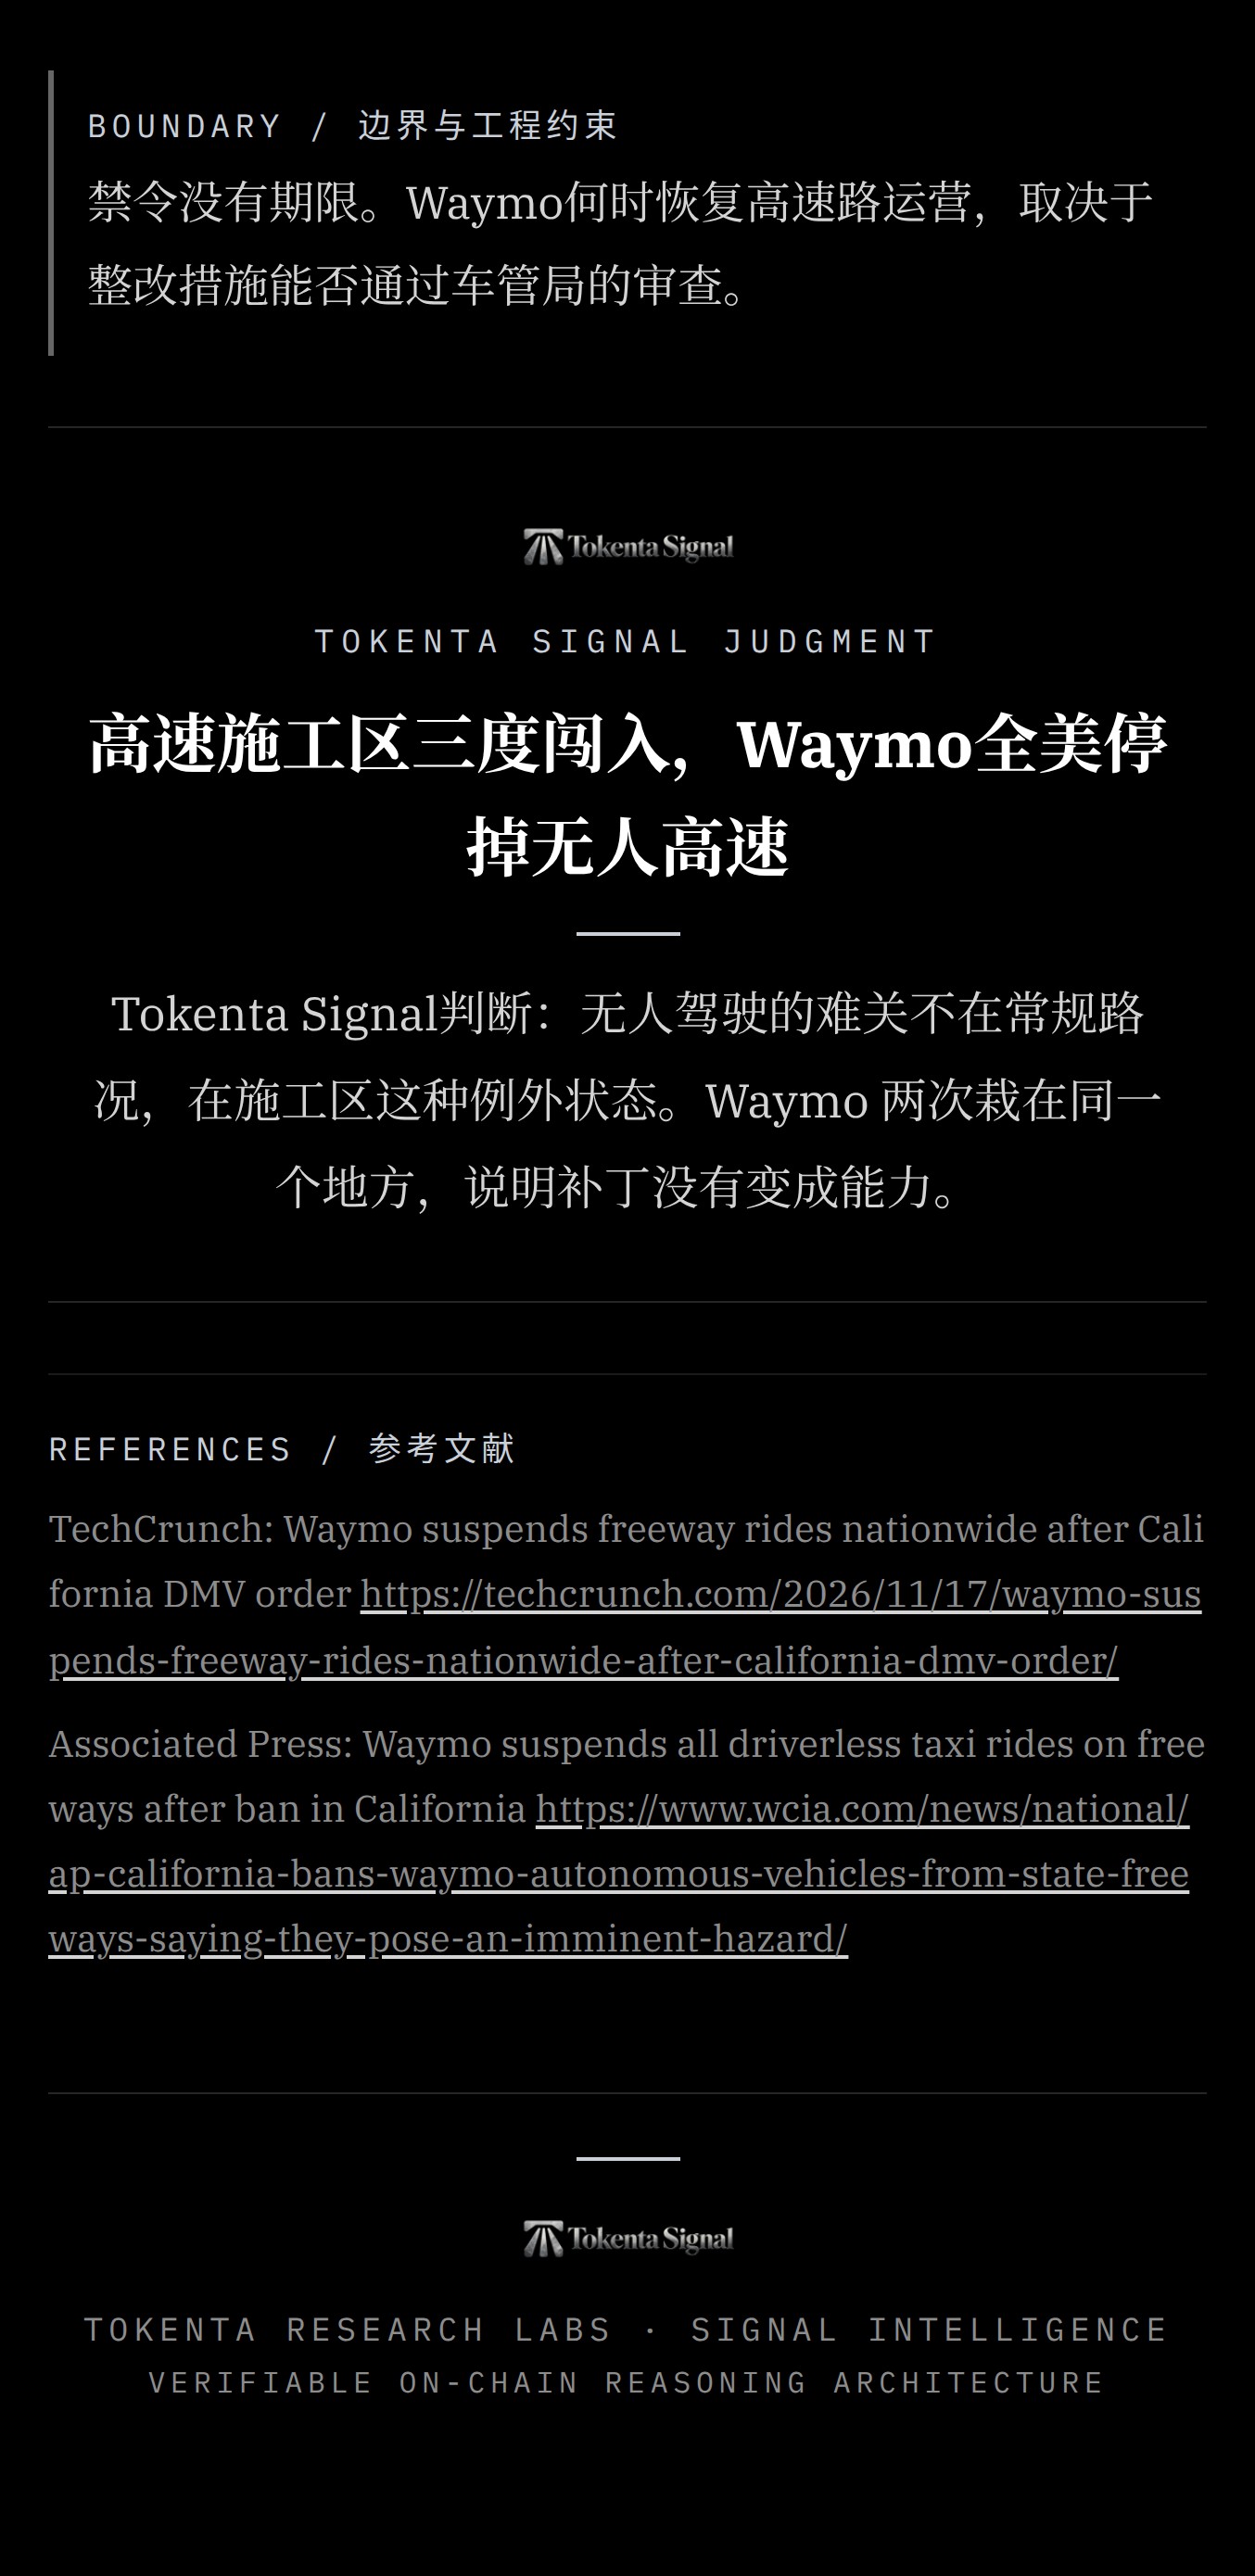 BOUNDARY / 边界与工程约束
禁令没有期限。Waymo何时恢复高速路运营，取决于
整改措施能否通过车管局的审查。
Tokenta Signal
TOKENTA SIGNAL JUDGMENT
高速施工区三度闯入，Waymo全美停
掉无人高速
Tokenta Signal判断：无人驾驶的难关不在常规路
况，在施工区这种例外状态。Waymo 两次栽在同一
个地方，说明补丁没有变成能力。
REFERENCES / 参考文献
TechCrunch: Waymo suspends freeway rides nationwide after Cali
fornia DMV order https://techcrunch.com/2026/11/17/waymo-sus
pends-freeway-rides-nationwide-after-california-dmv-order/
Associated Press: Waymo suspends all driverless taxi rides on free
ways after ban in California https://www.wcia.com/news/national/
ap-california-bans-waymo-autonomous-vehicles-from-state-free
ways-saying-they-pose-an-imminent-hazard/
Tokenta Signal
TOKENTA RESEARCH LABS · SIGNAL INTELLIGENCE
VERIFIABLE ON-CHAIN REASONING ARCHITECTURE